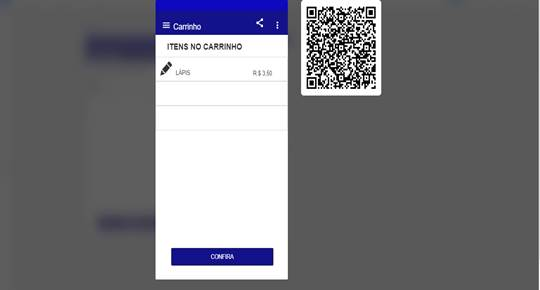 Carrinho
ITENS NO CARRINHO
LÁPIS R$ 3,50
CONFIRA